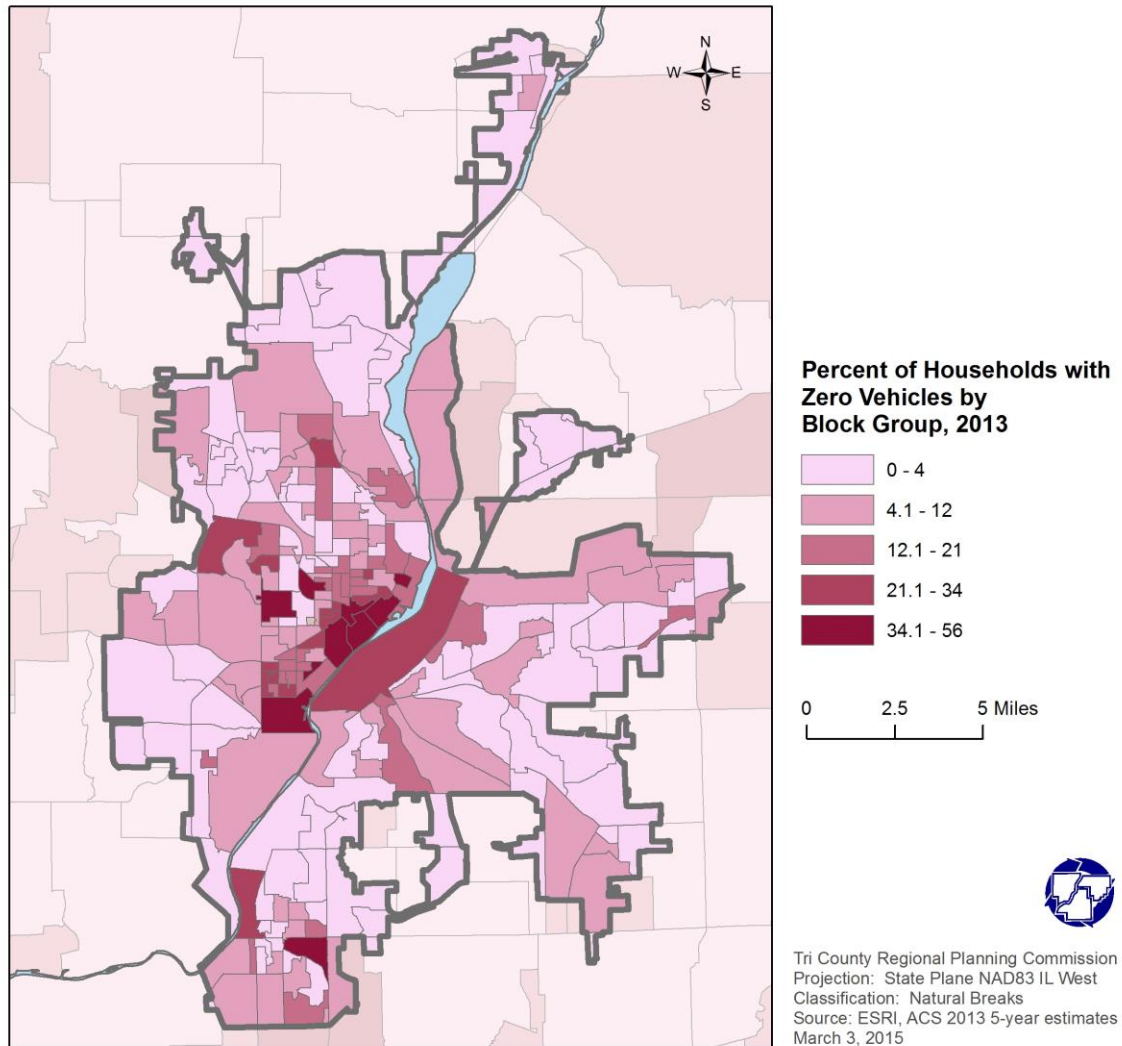 N
W E
S
Percent of Households with
Zero Vehicles by
Block Group, 2013
0 - 4
4.1 - 12
12.1 - 21
21.1 - 34
34.1 - 56
0 2.5 5 Miles
Tri County Regional Planning Commission
Projection: State Plane NAD83 IL West
Classification: Natural Breaks
Source: ESRI, ACS 2013 5-year estimates
March 3, 2015